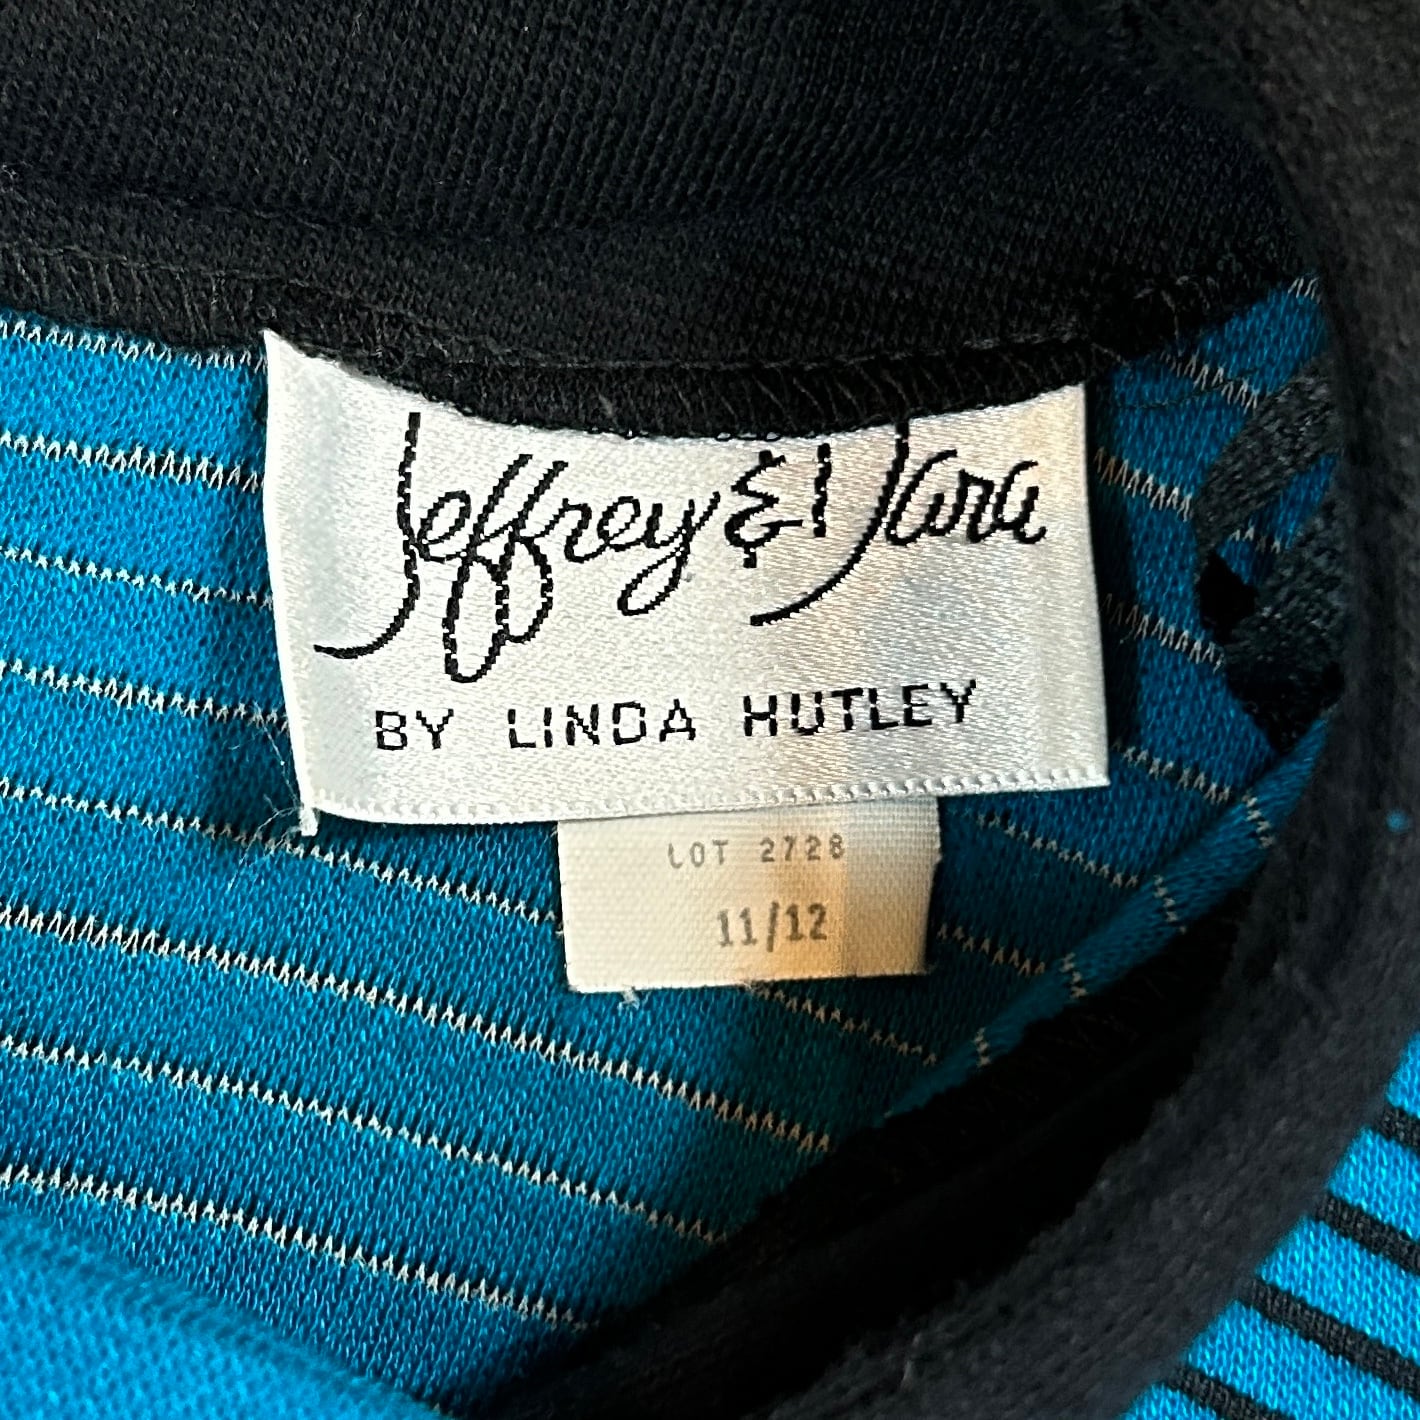 Jeffrey & Dara
BY LINDA HUTLEY
LOT 2728
11/12